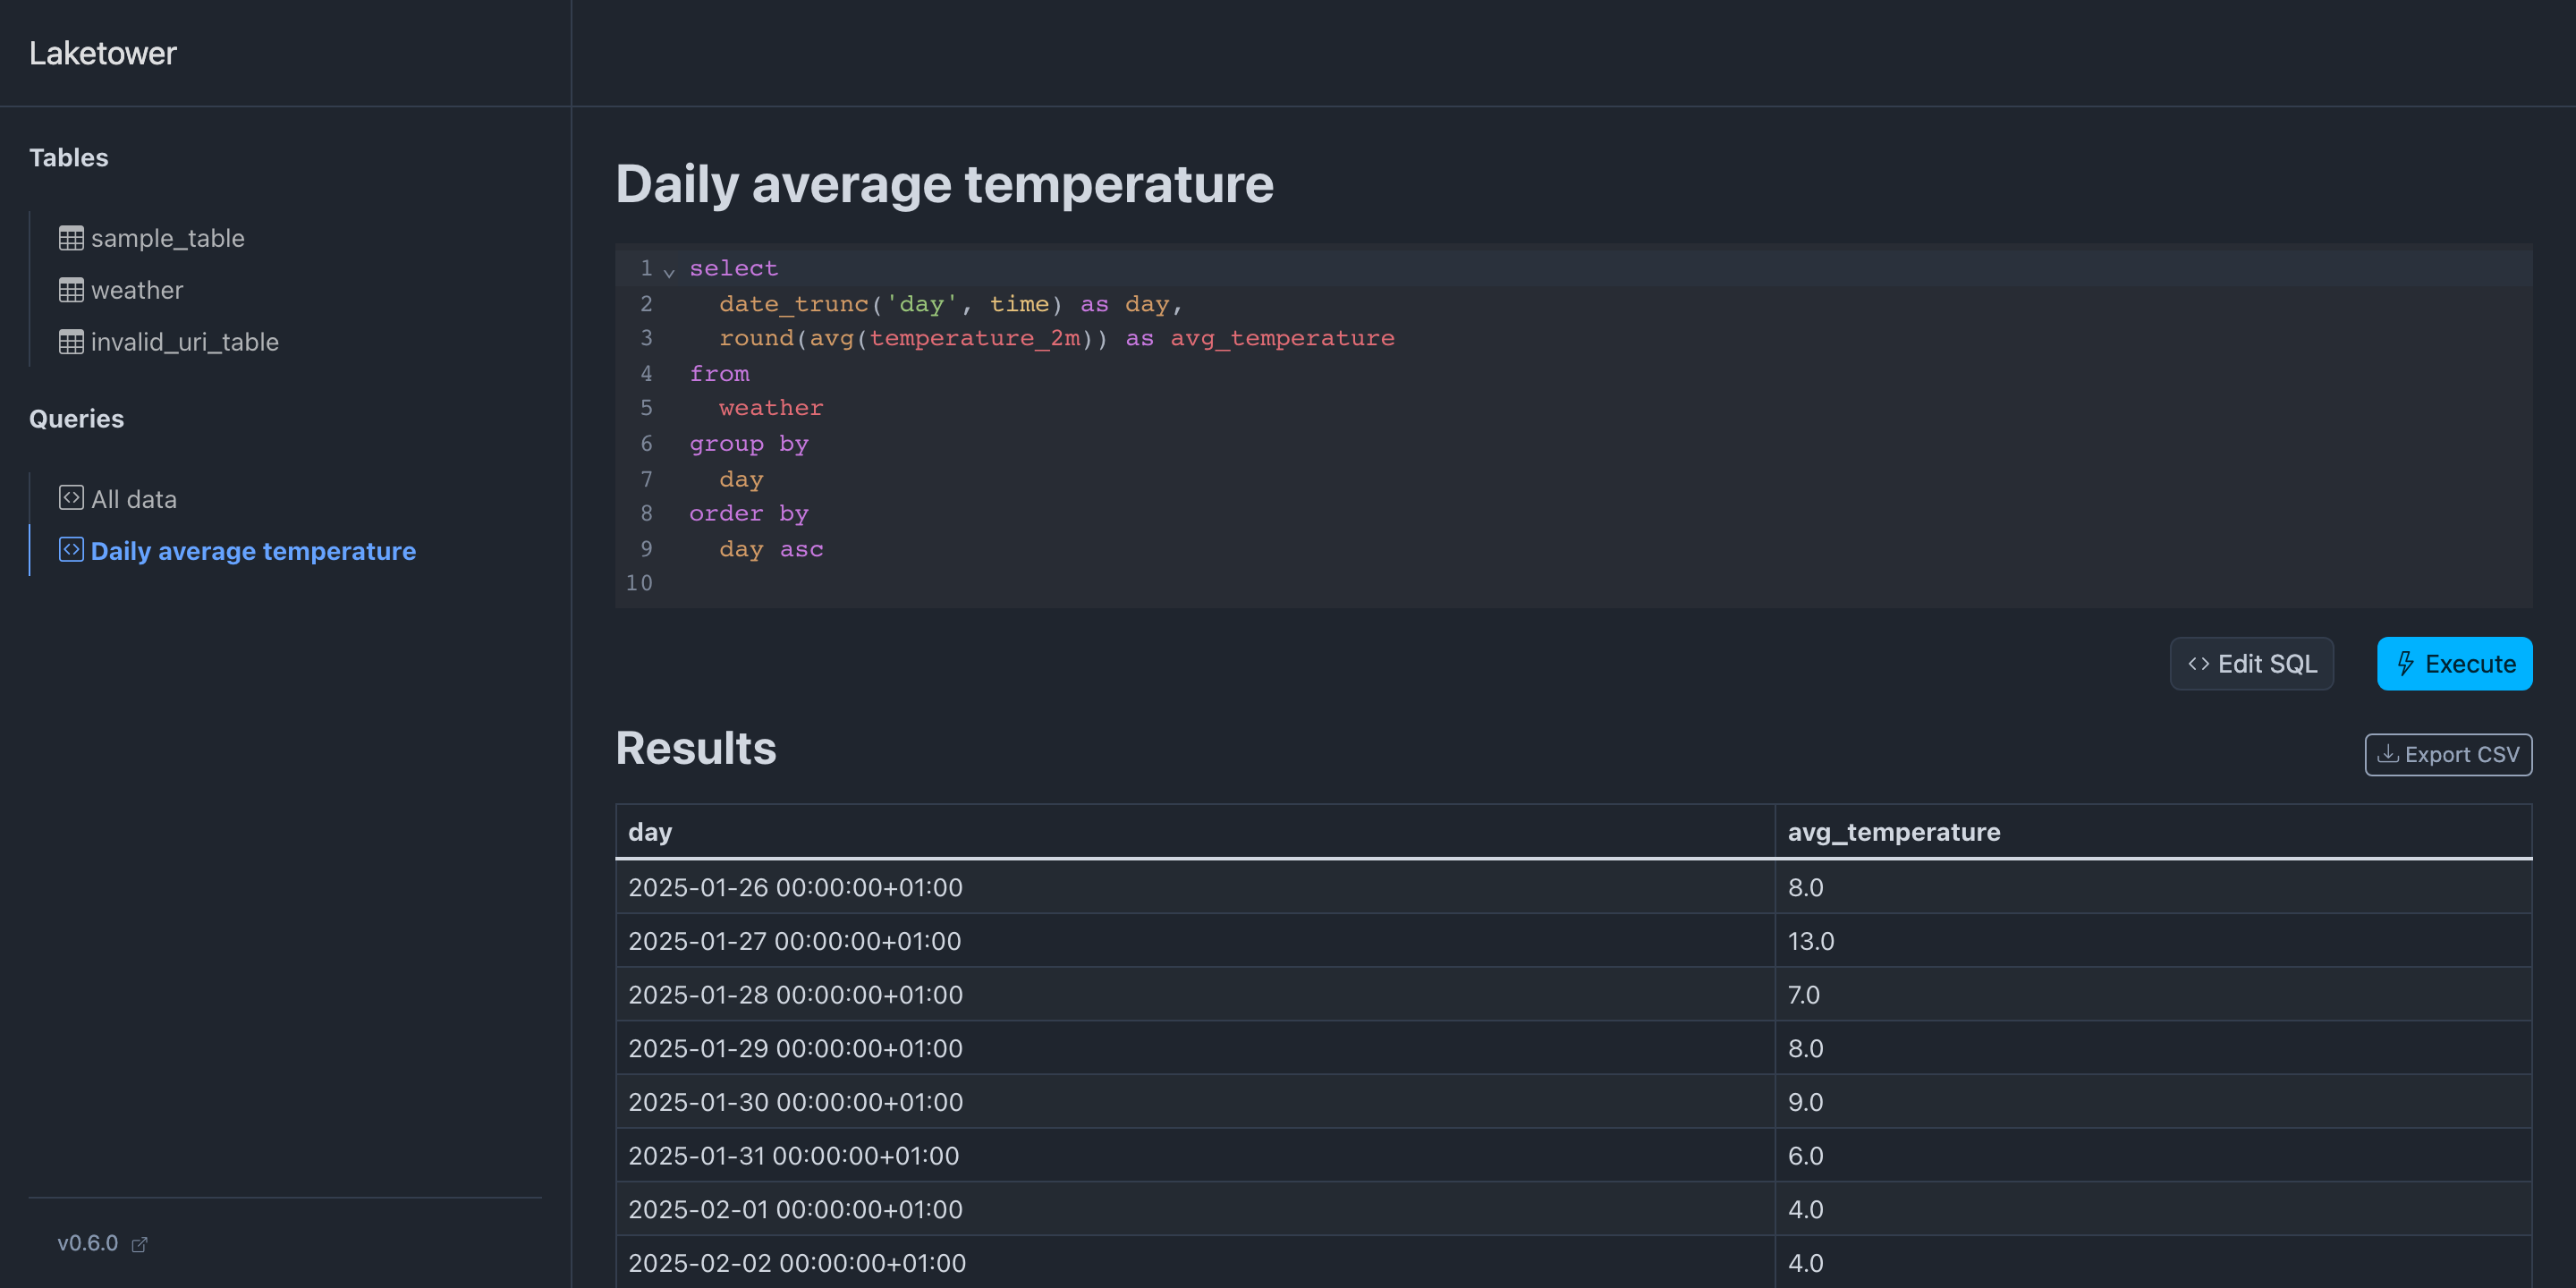 Laketower
Tables
sample_table
weather
invalid_uri_table
Queries
All data
Daily average temperature
v0.6.0
Daily average temperature
1 select
2   date_trunc('day', time) as day,
3   round(avg(temperature_2m)) as avg_temperature
4 from
5   weather
6 group by
7   day
8 order by
9   day asc
10
Edit SQL Execute
Results
Export CSV
day avg_temperature
2025-01-26 00:00:00+01:00 8.0
2025-01-27 00:00:00+01:00 13.0
2025-01-28 00:00:00+01:00 7.0
2025-01-29 00:00:00+01:00 8.0
2025-01-30 00:00:00+01:00 9.0
2025-01-31 00:00:00+01:00 6.0
2025-02-01 00:00:00+01:00 4.0
2025-02-02 00:00:00+01:00 4.0